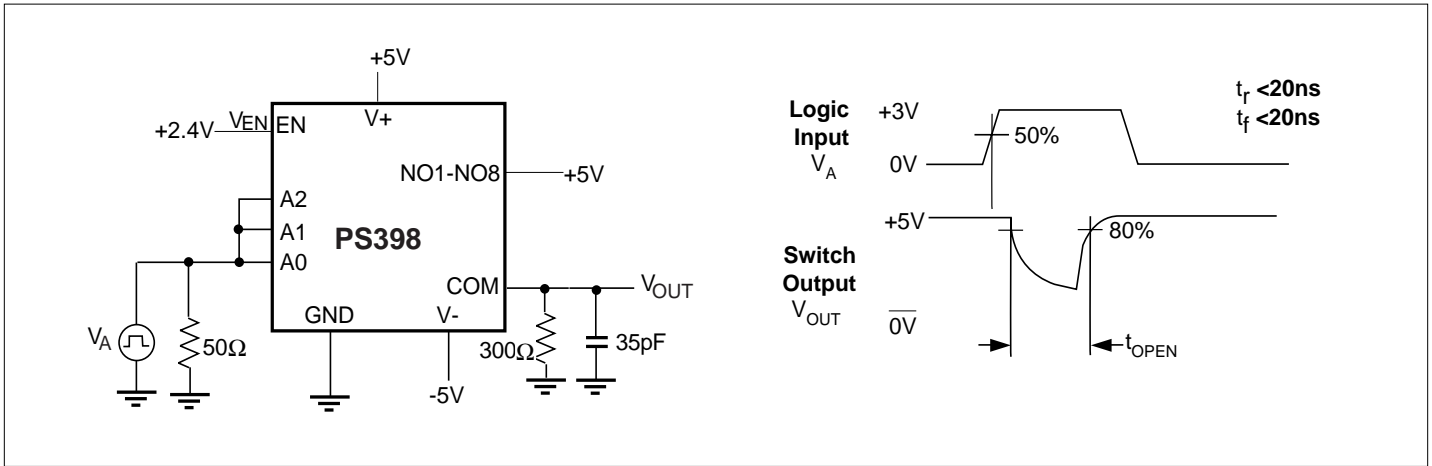 +5V
+2.4V
VEN
EN
V+
NO1-NO8
+5V
A2
A1
PS398
A0
COM
VOUT
GND
V-
VA
50Ω
300Ω
35pF
-5V
Logic
Input
VA
+3V
0V
50%
tr <20ns
tf <20ns
+5V
80%
Switch
Output
VOUT
0V
tOPEN